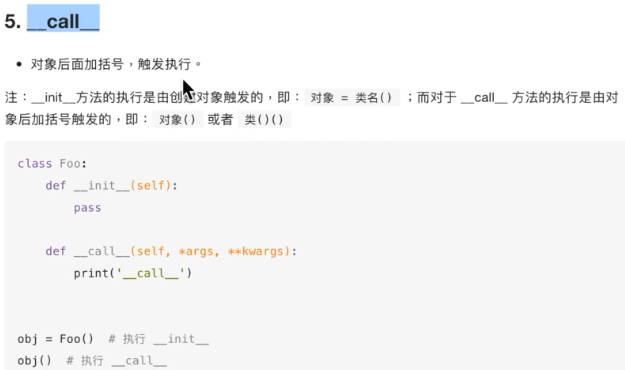 5. __call__
• 对象后面加括号，触发执行。
注：__init__方法的执行是由创建对象触发的，即：对象 = 类名() ；而对于 __call__ 方法的执行是由对
象后加括号触发的，即：对象() 或者 类()()
class Foo:
    def __init__(self):
        pass
    def __call__(self, *args, **kwargs):
        print('__call__')
obj = Foo()  # 执行 __init__
obj()  # 执行 __call__